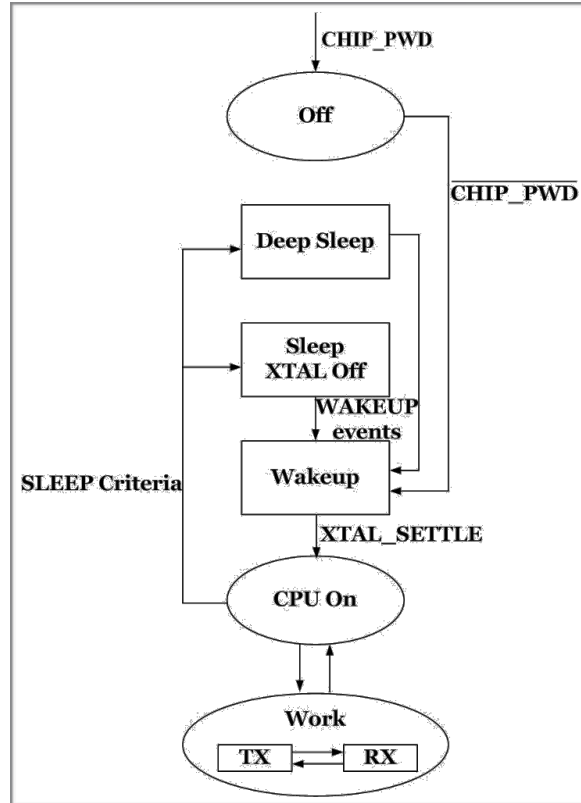 CHIP_PWD
Off
CHIP_PWD
Deep Sleep
Sleep
XTAL Off
WAKEUP
events
Wakeup
SLEEP Criteria
XTAL_SETTLE
CPU On
Work
TX
RX